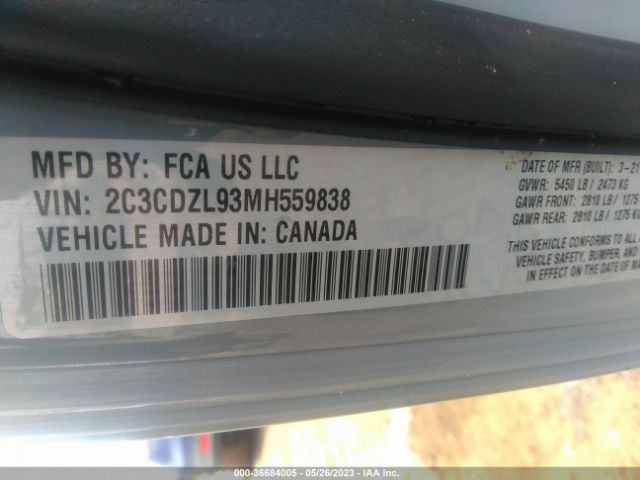 MFD BY: FCA US LLC
VIN: 2C3CDZL93MH559838
VEHICLE MADE IN: CANADA
DATE OF MFR (BUILT): 3-21
GVWR: 5450 LB / 2473 KG
GAWR FRONT: 2810 LB / 1275
GAWR REAR: 2810 LB / 1275 K
THIS VEHICLE CONFORMS TO ALL
VEHICLE SAFETY, BUMPER, AND
IN EFFECT ON THE DATE OF MA
000-36684005 - 05/26/2023 - IAA Inc.